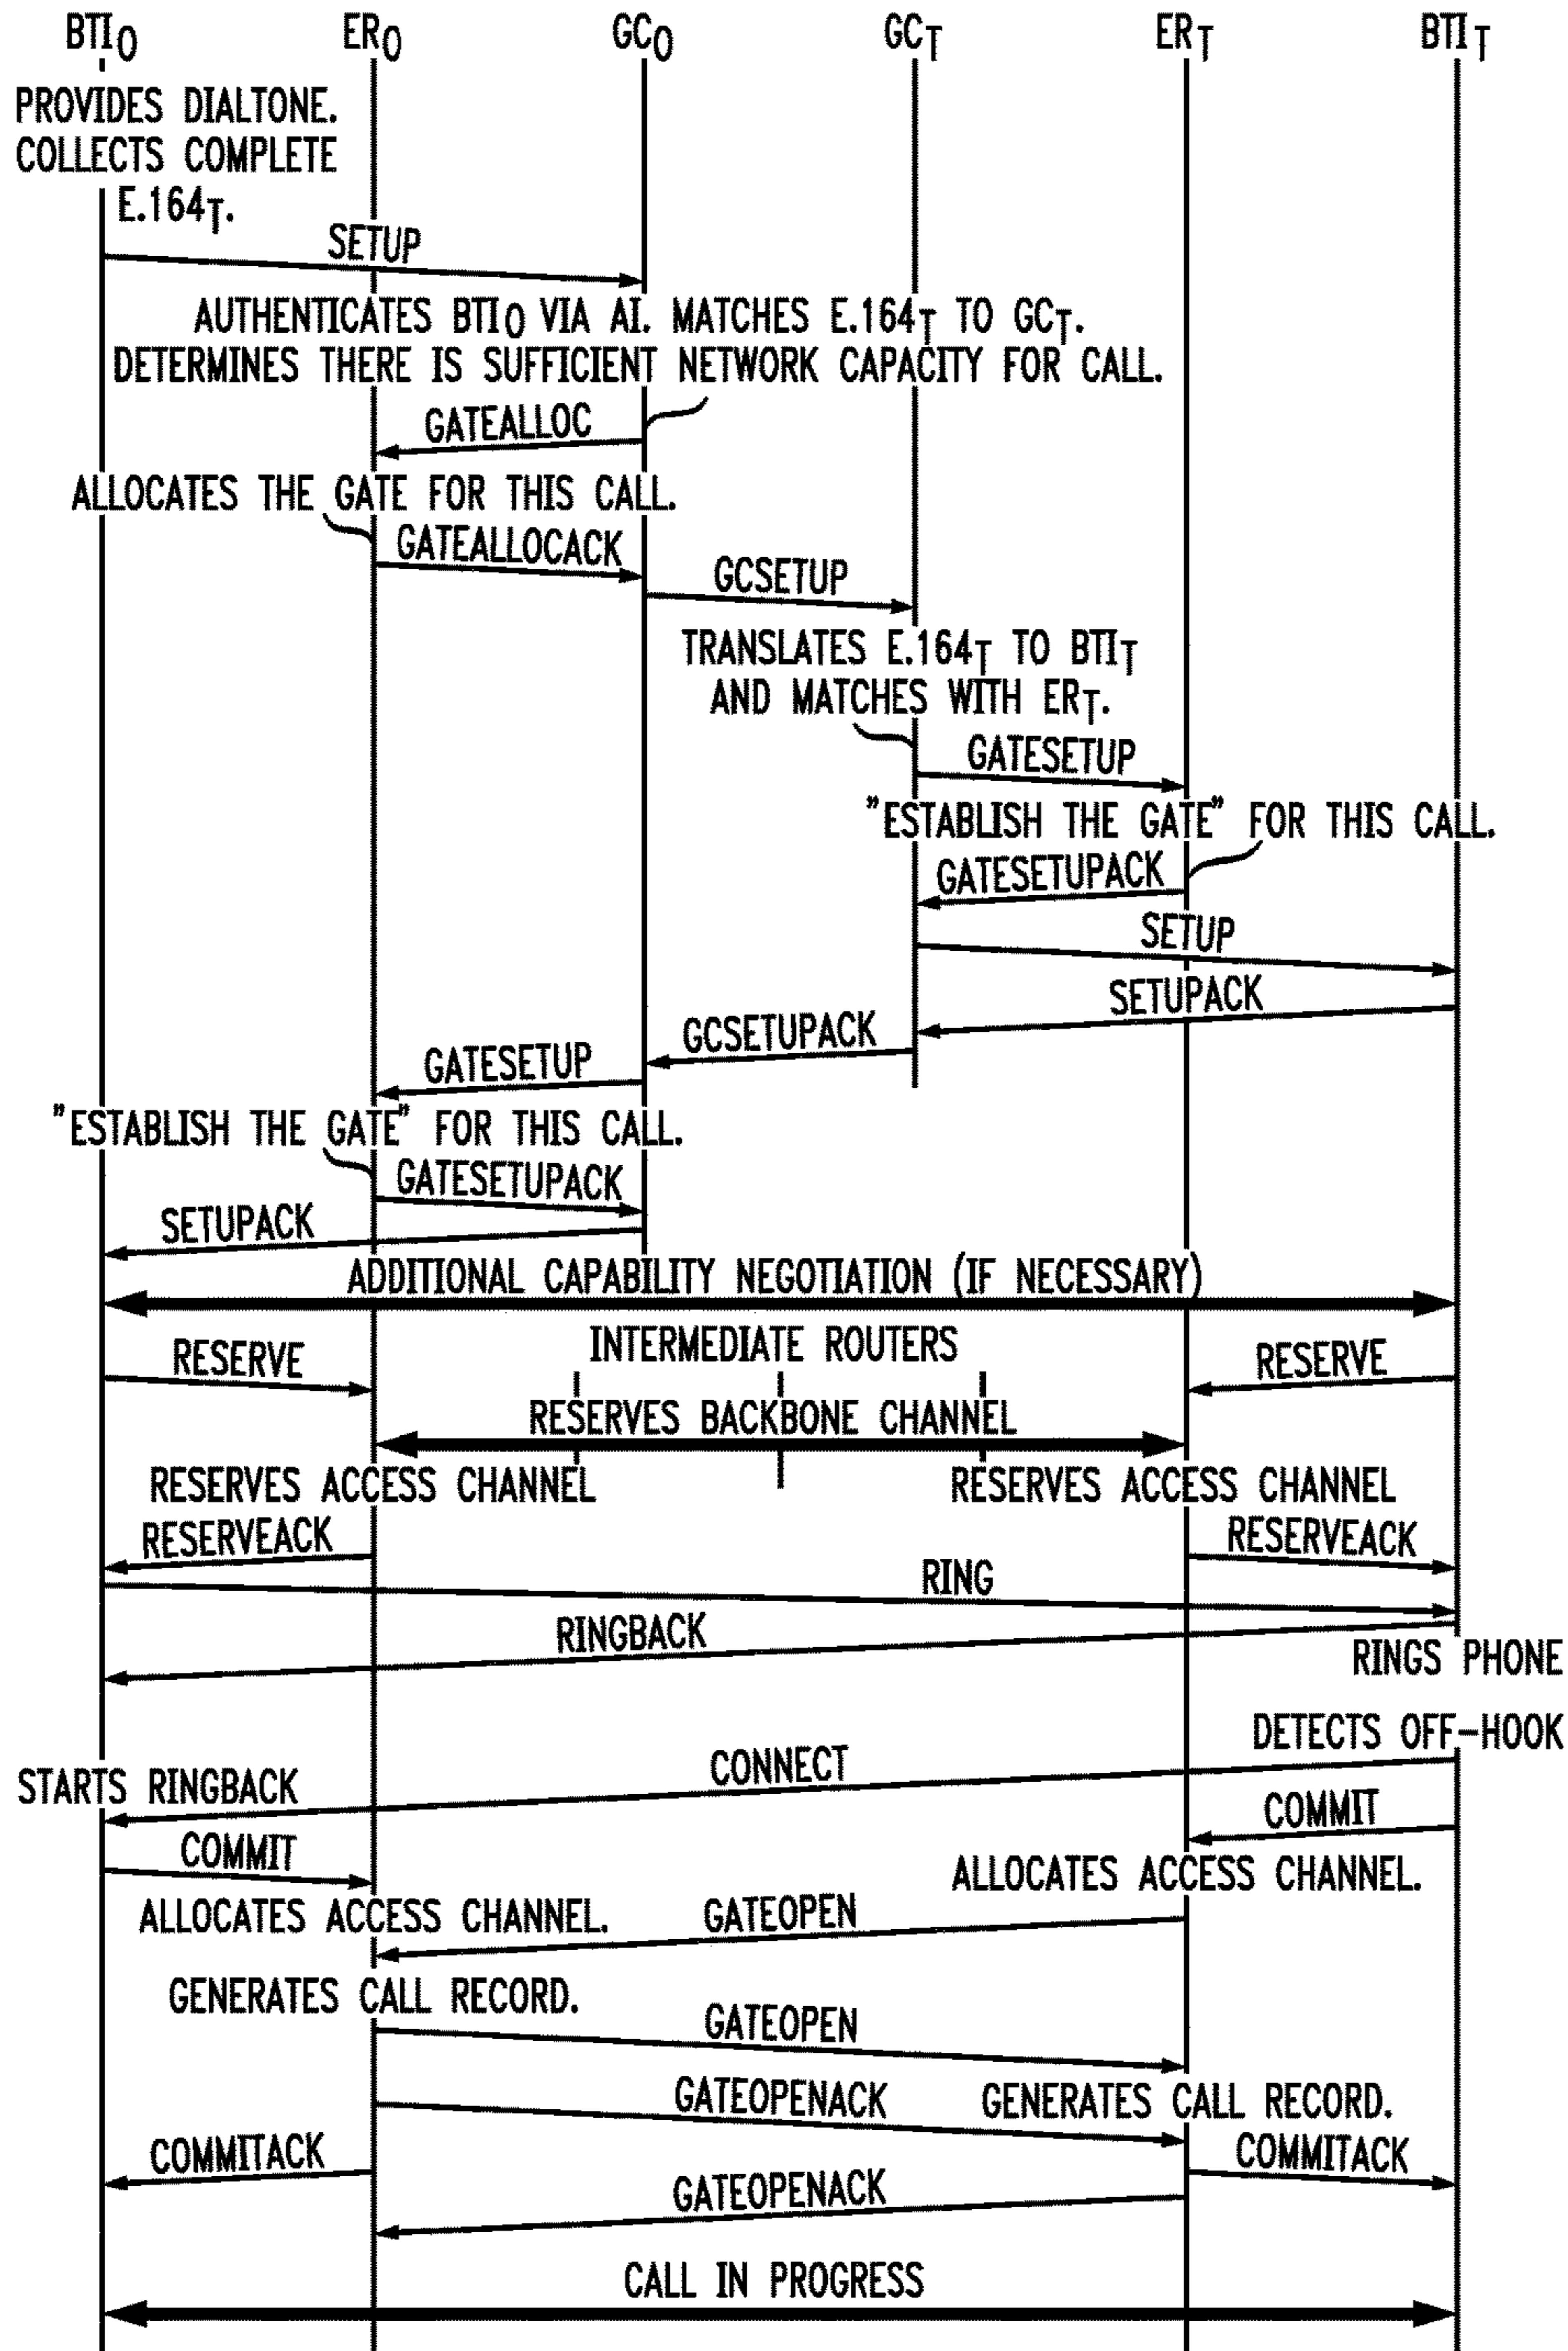 BTIO ERO GCO GCT ERT BTIT
PROVIDES DIALTONE.
COLLECTS COMPLETE
E.164T.
SETUP
AUTHENTICATES BTIO VIA AI. MATCHES E.164T TO GCT.
DETERMINES THERE IS SUFFICIENT NETWORK CAPACITY FOR CALL.
GATEALLOC
ALLOCATES THE GATE FOR THIS CALL.
GATEALLOCACK
GCSETUP
TRANSLATES E.164T TO BTIT
AND MATCHES WITH ERT.
GATESETUP
"ESTABLISH THE GATE" FOR THIS CALL.
GATESETUPACK
SETUP
SETUPACK
GCSETUPACK
GATESETUP
"ESTABLISH THE GATE" FOR THIS CALL.
GATESETUPACK
SETUPACK
ADDITIONAL CAPABILITY NEGOTIATION (IF NECESSARY)
INTERMEDIATE ROUTERS
RESERVE RESERVE
RESERVES BACKBONE CHANNEL
RESERVES ACCESS CHANNEL RESERVES ACCESS CHANNEL
RESERVEACK RESERVEACK
RING
RINGBACK
RINGS PHONE
DETECTS OFF-HOOK
CONNECT
STARTS RINGBACK
COMMIT
COMMIT
ALLOCATES ACCESS CHANNEL.
ALLOCATES ACCESS CHANNEL. GATEOPEN
GENERATES CALL RECORD.
GATEOPEN
GATEOPENACK GENERATES CALL RECORD.
COMMITACK COMMITACK
GATEOPENACK
CALL IN PROGRESS